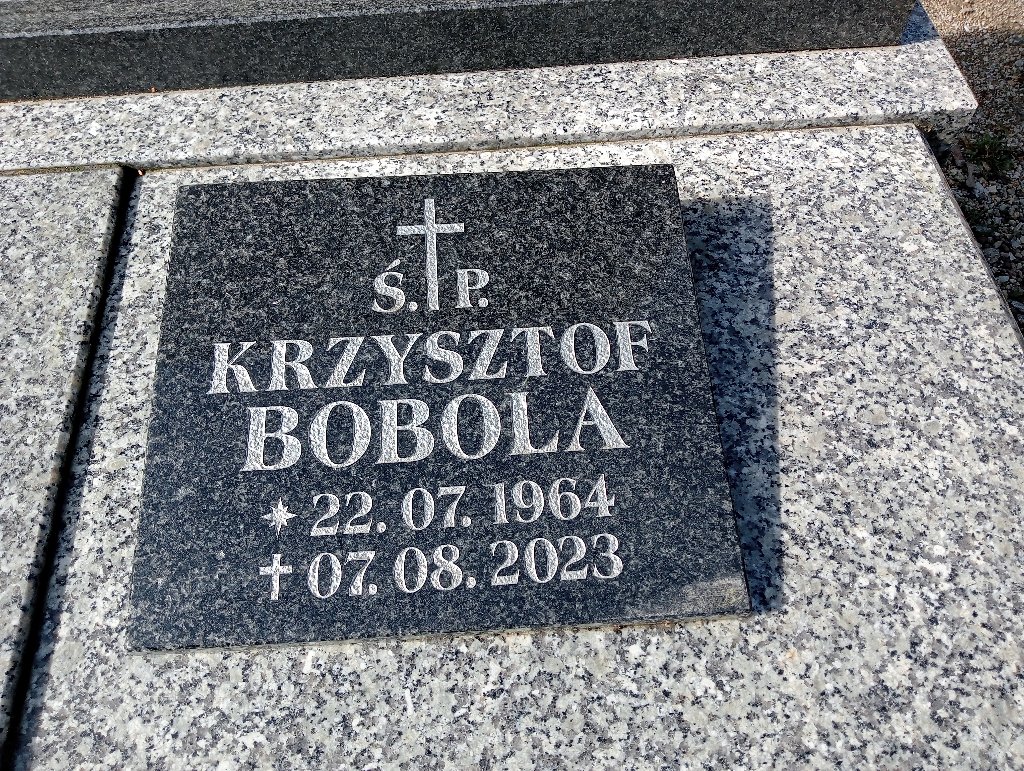 Ś. P.
KRZYSZTOF
BOBOLA
22. 07. 1964
07. 08. 2023